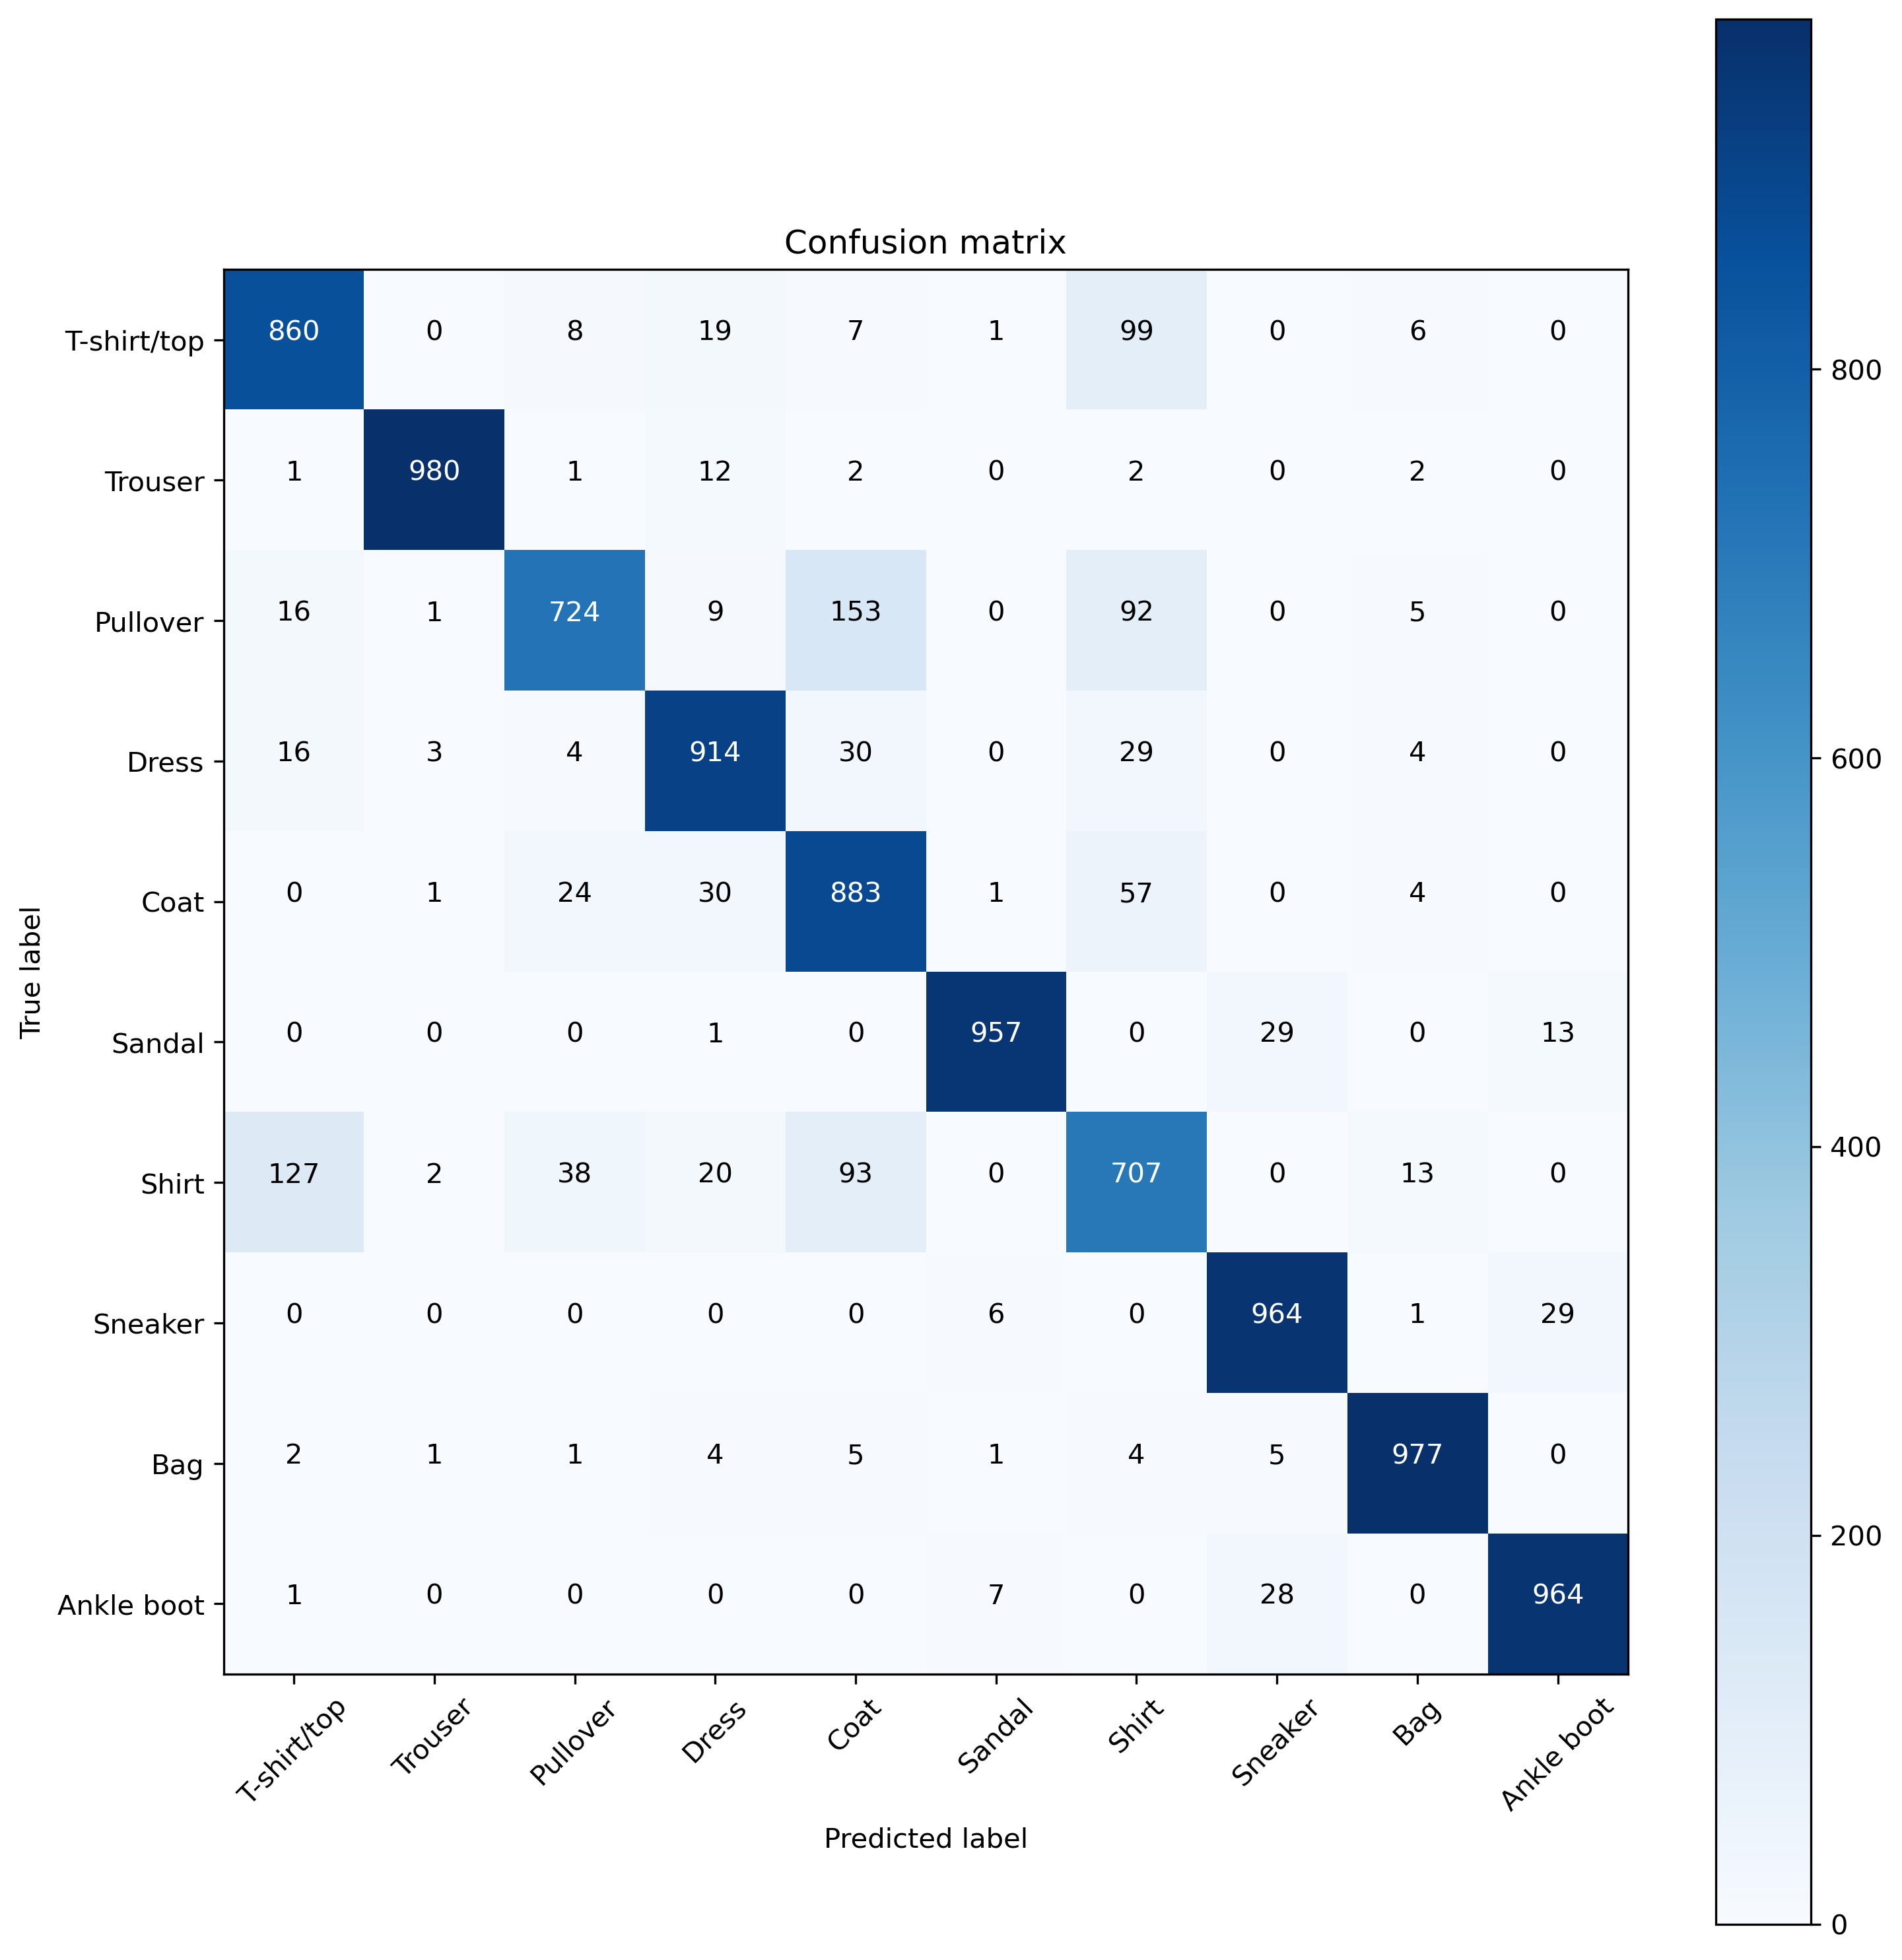 Confusion matrix
T-shirt/top 860 0 8 19 7 1 99 0 6 0
Trouser 1 980 1 12 2 0 2 0 2 0
Pullover 16 1 724 9 153 0 92 0 5 0
Dress 16 3 4 914 30 0 29 0 4 0
Coat 0 1 24 30 883 1 57 0 4 0
Sandal 0 0 0 1 0 957 0 29 0 13
Shirt 127 2 38 20 93 0 707 0 13 0
Sneaker 0 0 0 0 0 6 0 964 1 29
Bag 2 1 1 4 5 1 4 5 977 0
Ankle boot 1 0 0 0 0 7 0 28 0 964
True label
T-shirt/top Trouser Pullover Dress Coat Sandal Shirt Sneaker Bag Ankle boot
Predicted label
800
600
400
200
0